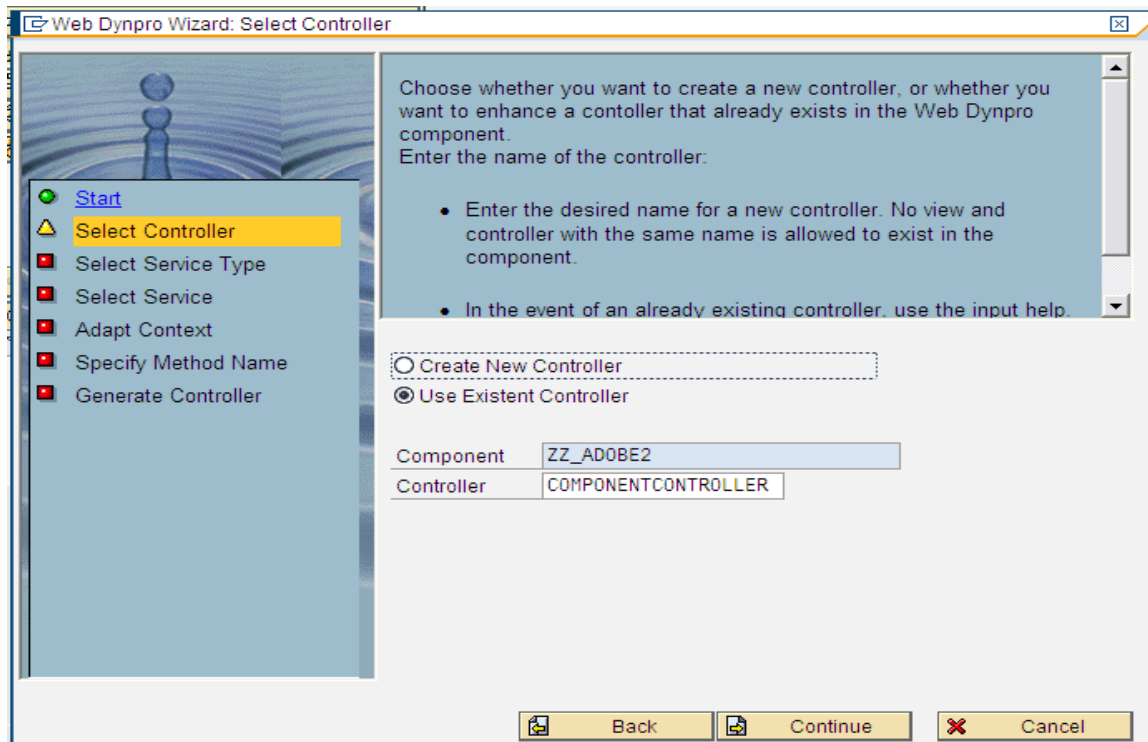 Web Dynpro Wizard: Select Controller
Start
Select Controller
Select Service Type
Select Service
Adapt Context
Specify Method Name
Generate Controller
Choose whether you want to create a new controller, or whether you
want to enhance a contoller that already exists in the Web Dynpro
component.
Enter the name of the controller:
• Enter the desired name for a new controller. No view and
controller with the same name is allowed to exist in the
component.
• In the event of an already existing controller, use the input help.
Create New Controller
Use Existent Controller
Component ZZ_ADOBE2
Controller COMPONENTCONTROLLER
Back Continue Cancel